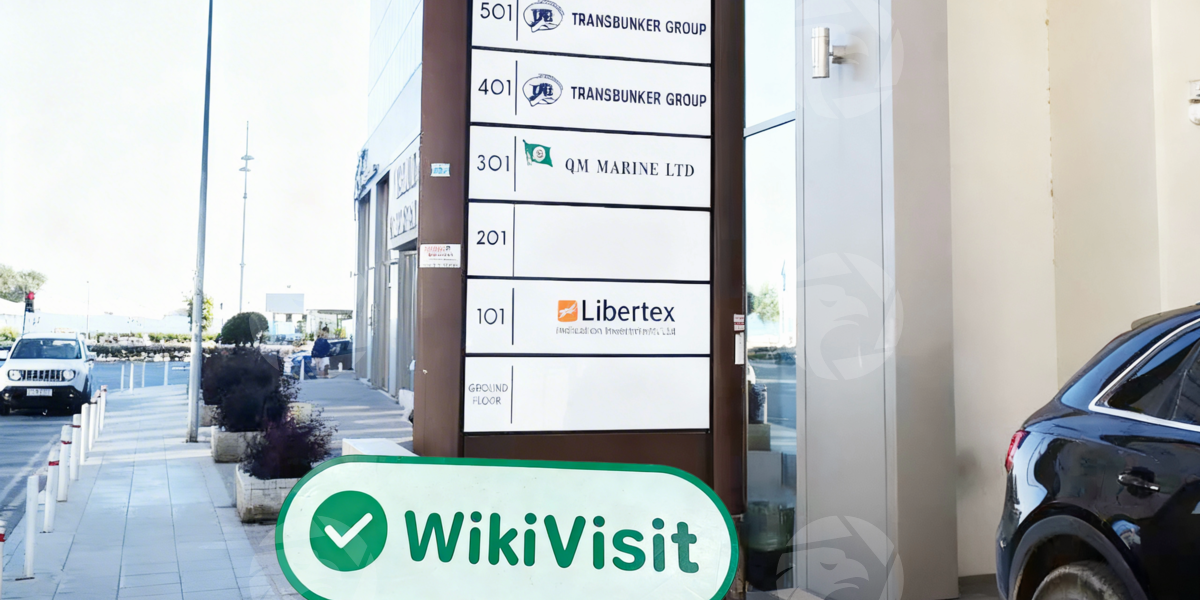 501 TRANSBUNKER GROUP
401 TRANSBUNKER GROUP
301 QM MARINE LTD
201
101 Libertex
GROUND
FLOOR
WikiVisit